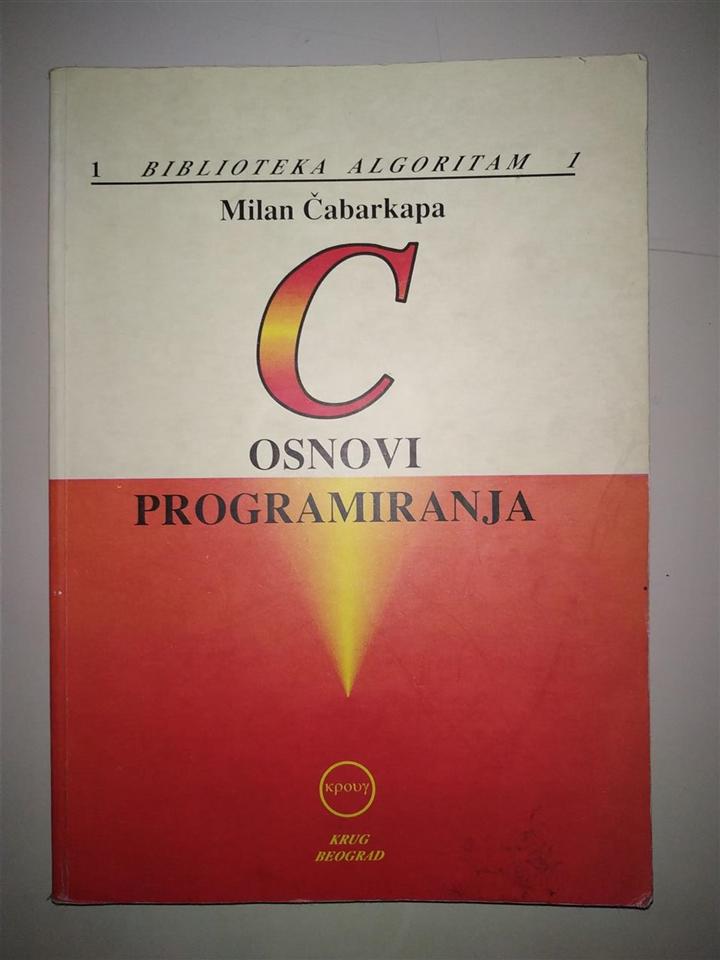 1 BIBLIOTEKA ALGORITAM 1
Milan Čabarkapa
C
OSNOVI
PROGRAMIRANJA
κρουγ
KRUG
BEOGRAD